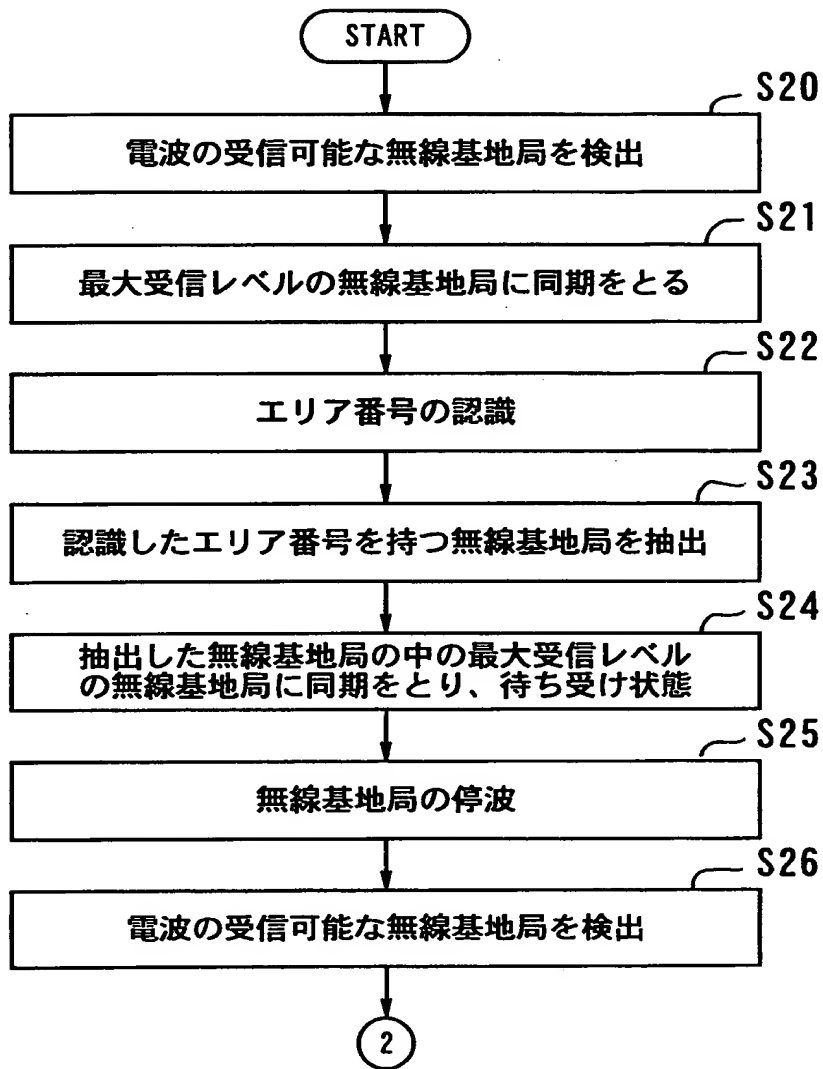 START
S20
電波の受信可能な無線基地局を検出
S21
最大受信レベルの無線基地局に同期をとる
S22
エリア番号の認識
S23
認識したエリア番号を持つ無線基地局を抽出
S24
抽出した無線基地局の中の最大受信レベル
の無線基地局に同期をとり、待ち受け状態
S25
無線基地局の停波
S26
電波の受信可能な無線基地局を検出
2